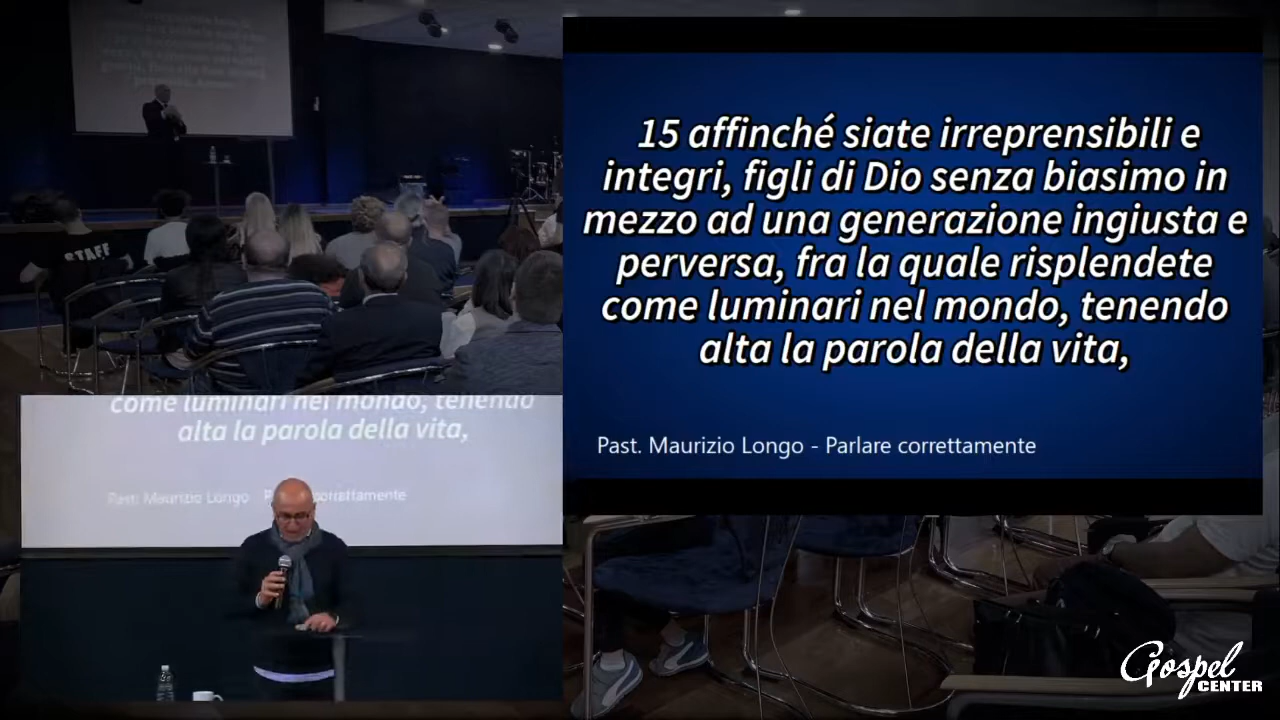 15 affinché siate irreprensibili e
integri, figli di Dio senza biasimo in
mezzo ad una generazione ingiusta e
perversa, fra la quale risplendete
come luminari nel mondo, tenendo
alta la parola della vita,
Past. Maurizio Longo - Parlare correttamente
STAFF
come luminari nel mondo, tenendo
alta la parola della vita,
Past. Maurizio Longo P correttamente
Gospel
CENTER